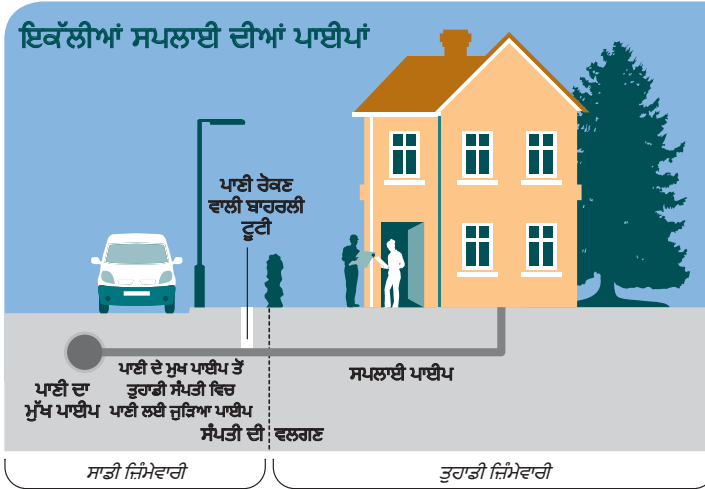 ਇਕੱਲੀਆਂ ਸਪਲਾਈ ਦੀਆਂ ਪਾਈਪਾਂ
ਪਾਣੀ ਰੋਕਣ
ਵਾਲੀ ਬਾਹਰਲੀ
ਟੂਟੀ
ਪਾਣੀ ਦਾ
ਮੁੱਖ ਪਾਈਪ
ਪਾਣੀ ਦੇ ਮੁਖ ਪਾਈਪ ਤੋਂ
ਤੁਹਾਡੀ ਸੰਪਤੀ ਵਿਚ
ਪਾਣੀ ਲਈ ਜੁੜਿਆ ਪਾਈਪ
ਸਪਲਾਈ ਪਾਈਪ
ਸੰਪਤੀ ਦੀ ਵਲਗਣ
ਸਾਡੀ ਜ਼ਿੰਮੇਵਾਰੀ
ਤੁਹਾਡੀ ਜ਼ਿੰਮੇਵਾਰੀ